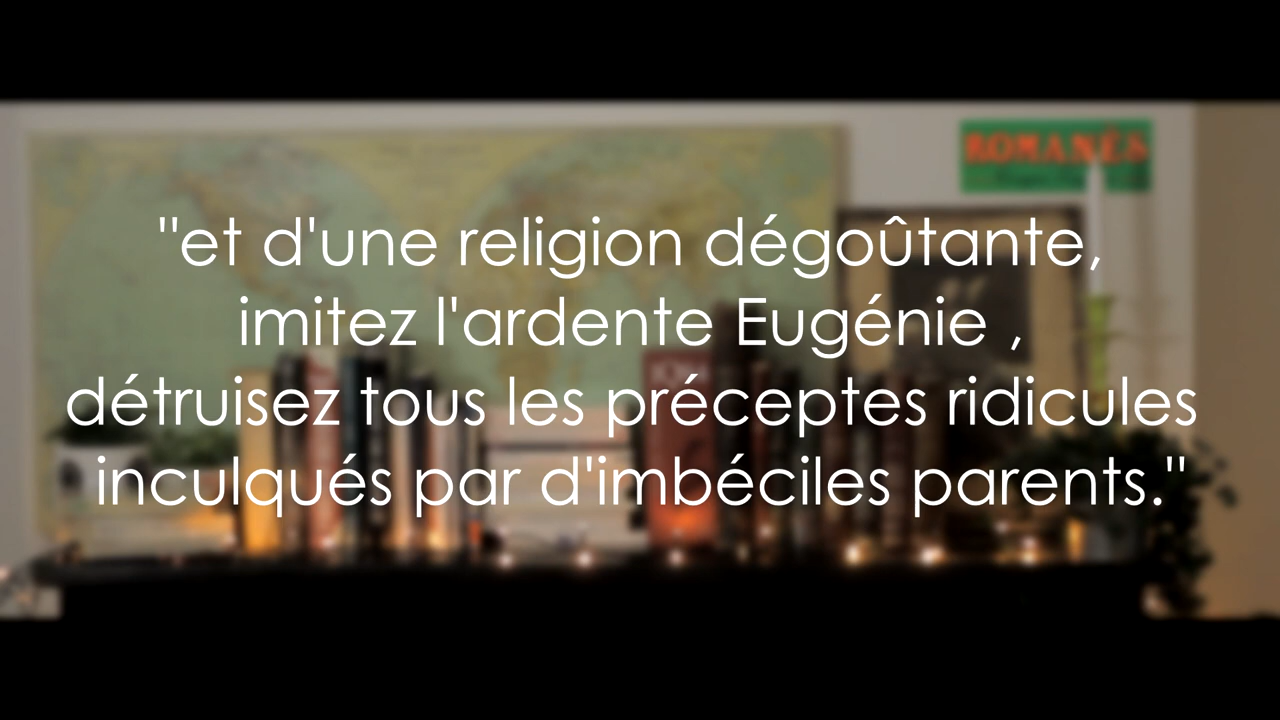 ROMANÈS
"et d'une religion dégoûtante,
imitez l'ardente Eugénie ,
détruisez tous les préceptes ridicules
inculqués par d'imbéciles parents."